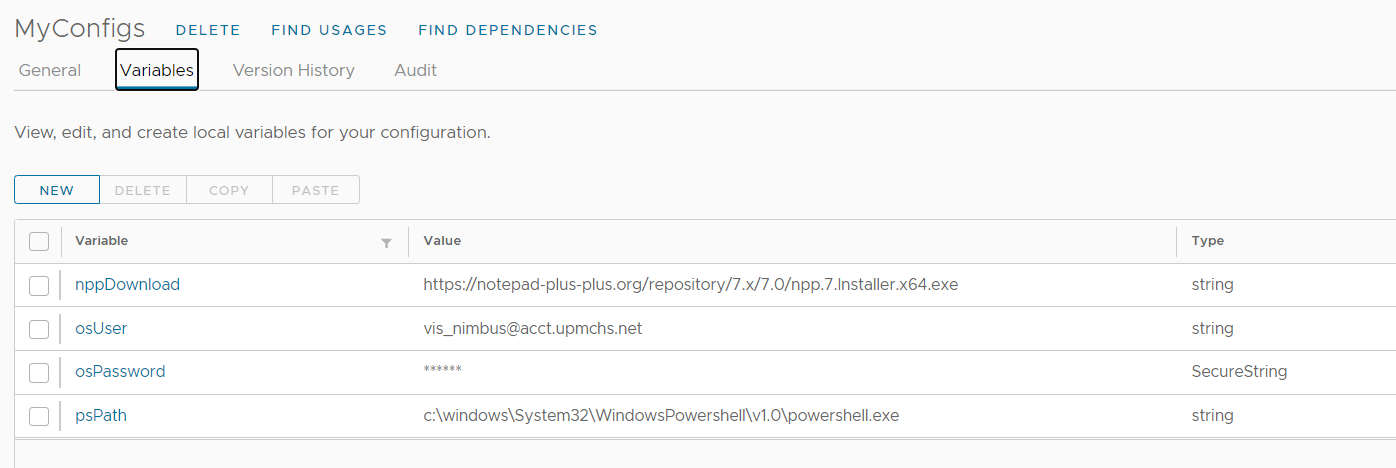 MyConfigs DELETE FIND USAGES FIND DEPENDENCIES
General Variables Version History Audit
View, edit, and create local variables for your configuration.
NEW DELETE COPY PASTE
Variable Value Type
nppDownload https://notepad-plus-plus.org/repository/7.x/7.0/npp.7.Installer.x64.exe string
osUser vis_nimbus@acct.upmchs.net string
osPassword ****** SecureString
psPath c:\windows\System32\WindowsPowershell\v1.0\powershell.exe string